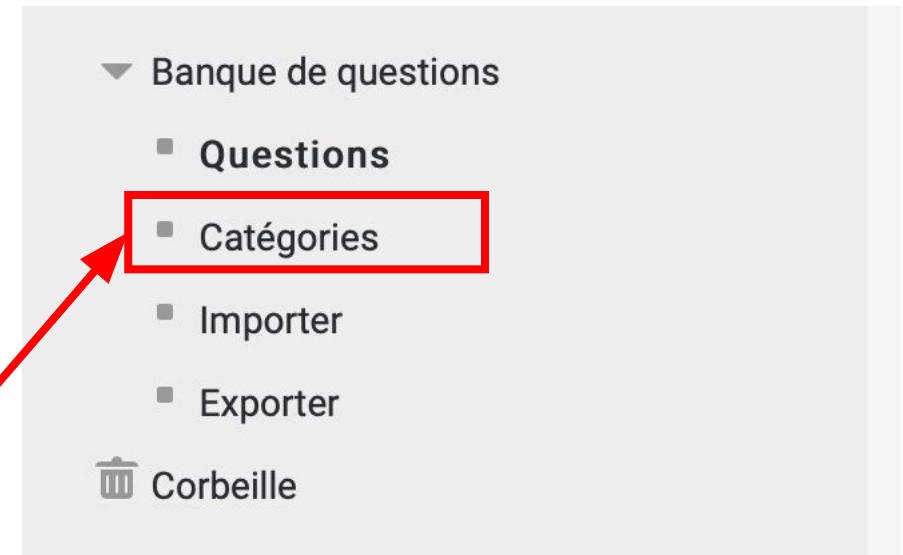 Banque de questions
Questions
Catégories
Importer
Exporter
Corbeille